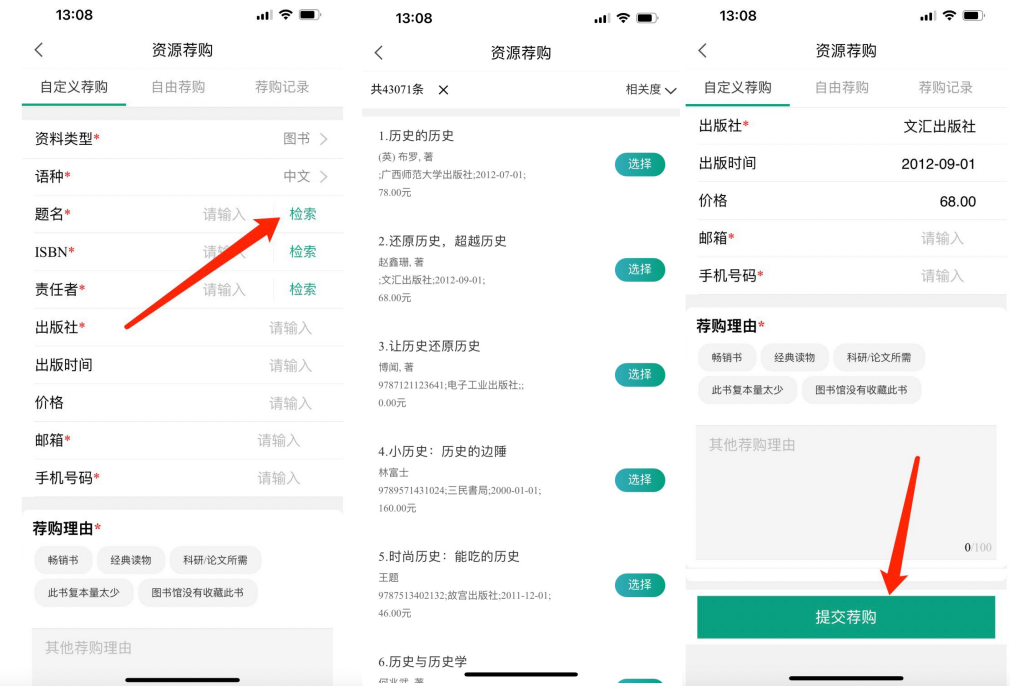 13:08
资源荐购
自定义荐购 自由荐购 荐购记录
资料类型* 图书
语种* 中文
题名* 请输入 检索
ISBN* 请输入 检索
责任者* 请输入 检索
出版社* 请输入
出版时间 请输入
价格 请输入
邮箱* 请输入
手机号码* 请输入
荐购理由*
畅销书 经典读物 科研/论文所需
此书复本量太少 图书馆没有收藏此书
其他荐购理由
13:08
资源荐购
共43071条 × 相关度
1.历史的历史
(英) 布罗, 著
;广西师范大学出版社;2012-07-01;
78.00元
选择
2.还原历史，超越历史
赵鑫珊, 著
;文汇出版社;2012-09-01;
68.00元
选择
3.让历史还原历史
博闻, 著
9787121123641;电子工业出版社;;
0.00元
选择
4.小历史：历史的边陲
林富士
9789571431024;三民書局;2000-01-01;
160.00元
选择
5.时尚历史：能吃的历史
王题
9787513402132;故宫出版社;2011-12-01;
46.00元
选择
6.历史与历史学
13:08
资源荐购
自定义荐购 自由荐购 荐购记录
出版社* 文汇出版社
出版时间 2012-09-01
价格 68.00
邮箱* 请输入
手机号码* 请输入
荐购理由*
畅销书 经典读物 科研/论文所需
此书复本量太少 图书馆没有收藏此书
其他荐购理由
0/100
提交荐购